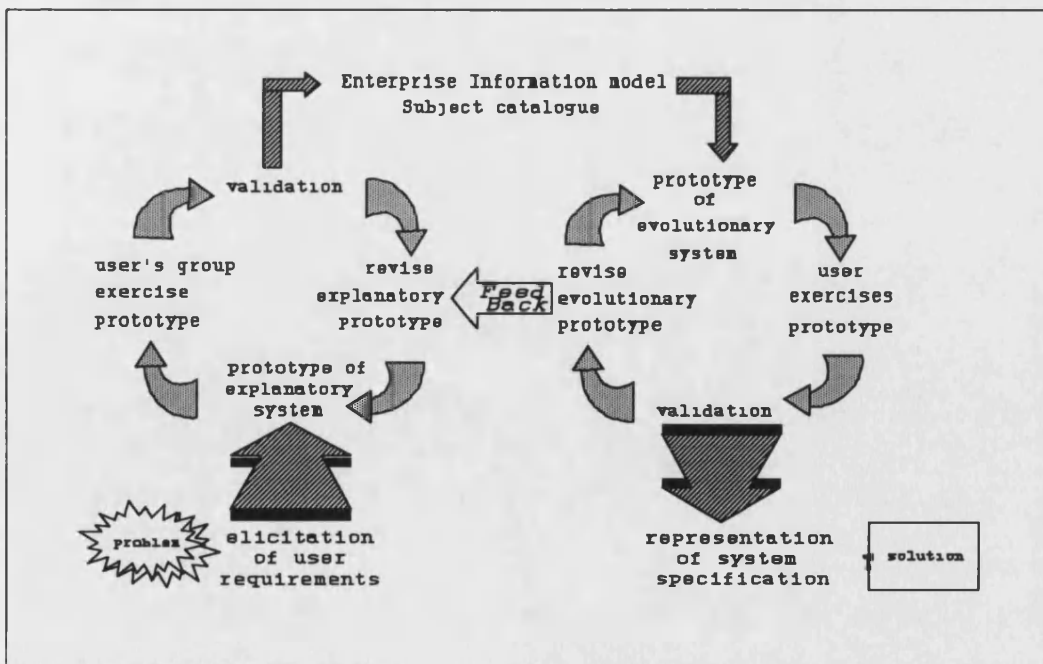 Enterprise Information model
Subject catalogue
validation
prototype
of
evolutionary
system
user's group
exercise
prototype
revise
explanatory
prototype
Feed
Back
revise
evolutionary
prototype
user
exercises
prototype
prototype of
explanatory
system
validation
problem
elicitation
of user
requirements
representation
of system
specification
solution